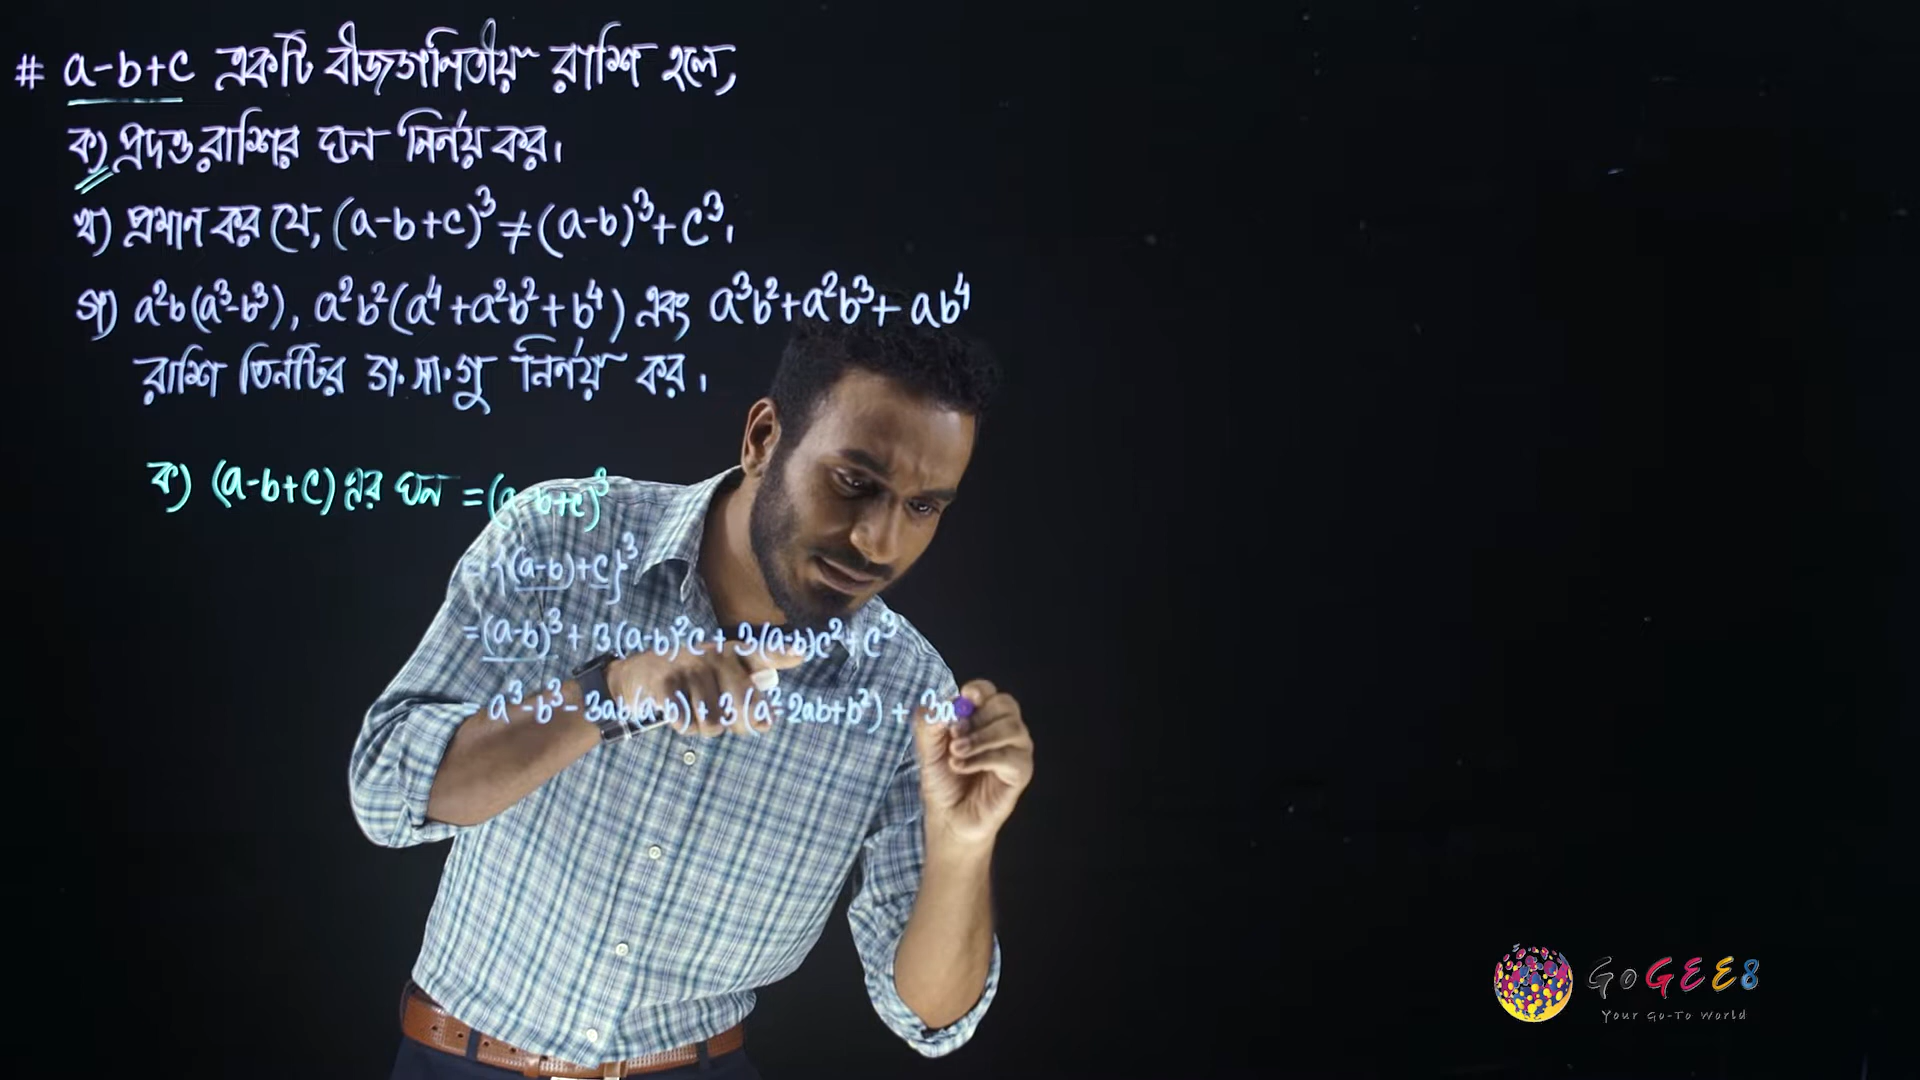 # a-b+c একটি বীজগনিতীয় রাশি হলে,
ক) প্রদত্ত রাশির ঘন নির্ণয় কর।
খ) প্রমান কর যে, (a-b+c)³ ≠ (a-b)³+c³।
গ) a²b(a³-b³), a²b²(a⁴+a²b²+b⁴) এবং a³b²+a²b³+ab⁴
রাশি তিনটির গ.সা.গু নির্ণয় কর।
ক) (a-b+c) এর ঘন = (a-b+c)³
= {(a-b)+c}³
= (a-b)³ + 3(a-b)²c + 3(a-b)c² + c³
= a³-b³-3ab(a-b) + 3(a²-2ab+b²) + 3a
GoGEE8
Your Go-To World